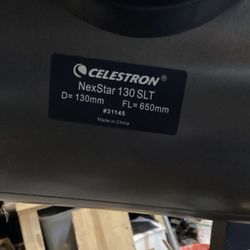 CELESTRON®
NexStar 130 SLT
D= 130mm FL= 650mm
#31145
Made in China